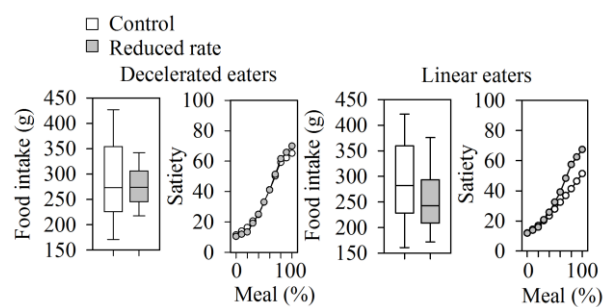 Control
Reduced rate
Decelerated eaters
Linear eaters
Food intake (g)
450
400
350
300
250
200
150
Satiety
100
80
60
40
20
0
0 100
Meal (%)
Food intake (g)
450
400
350
300
250
200
150
Satiety
100
80
60
40
20
0
0 100
Meal (%)